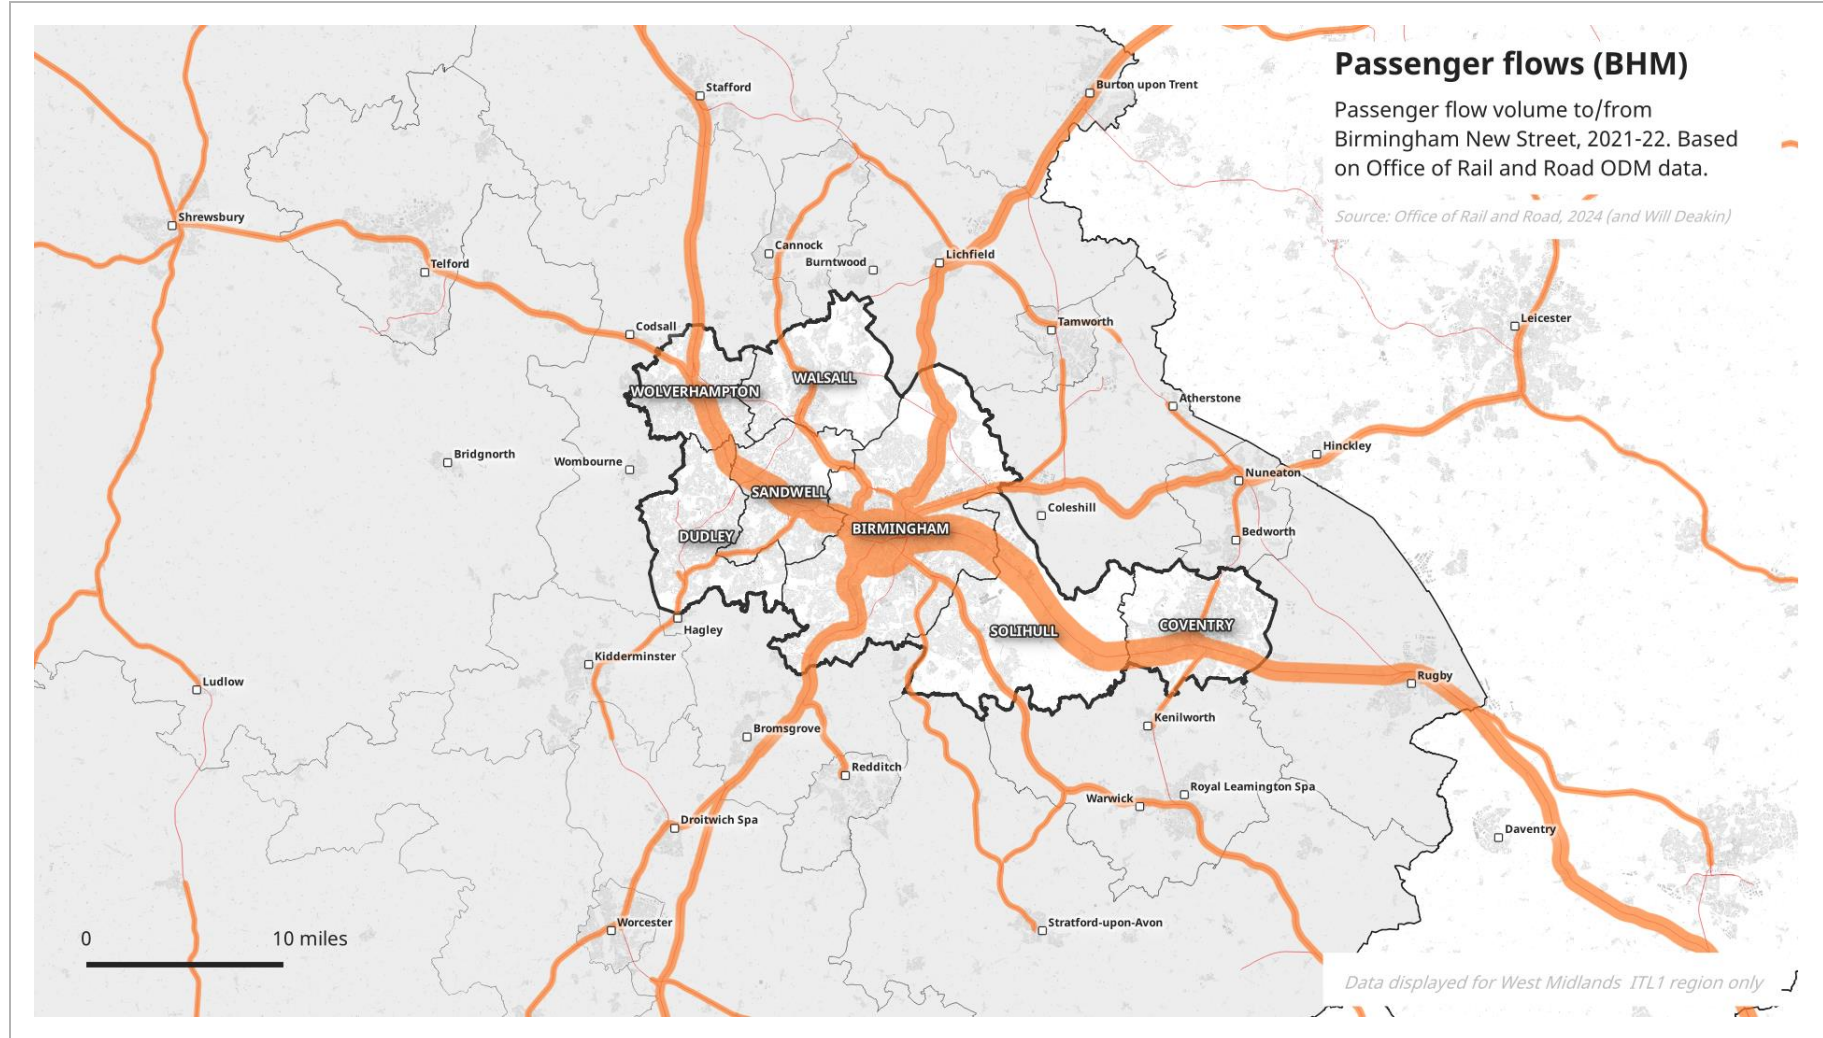 Passenger flows (BHM)
Passenger flow volume to/from
Birmingham New Street, 2021-22. Based
on Office of Rail and Road ODM data.
Source: Office of Rail and Road, 2024 (and Will Deakin)
Stafford
Burton upon Trent
Shrewsbury
Cannock
Burntwood
Lichfield
Telford
Codsall
Tamworth
Leicester
WOLVERHAMPTON
WALSALL
Atherstone
Hinckley
Bridgnorth
Wombourne
Nuneaton
SANDWELL
Coleshill
BIRMINGHAM
DUDLEY
Bedworth
Hagley
SOLIHULL
COVENTRY
Kidderminster
Ludlow
Rugby
Kenilworth
Bromsgrove
Redditch
Warwick
Royal Leamington Spa
Droitwich Spa
Daventry
Worcester
Stratford-upon-Avon
0 10 miles
Data displayed for West Midlands ITL1 region only